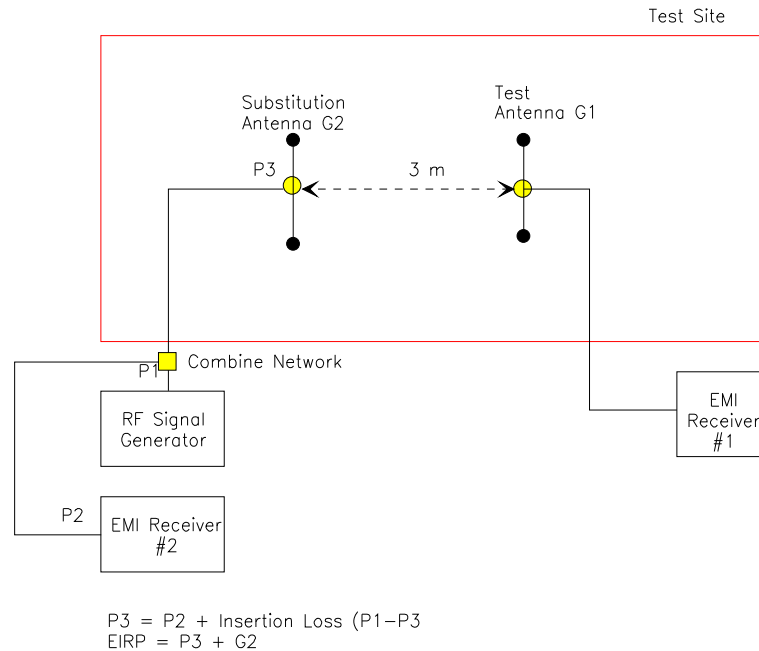 Test Site
Substitution
Antenna G2
Test
Antenna G1
P3
3 m
P1
Combine Network
RF Signal
Generator
EMI
Receiver
#1
P2
EMI Receiver
#2
P3 = P2 + Insertion Loss (P1-P3
EIRP = P3 + G2